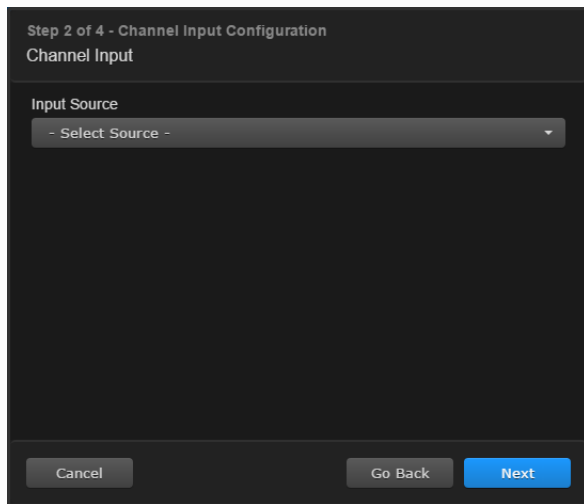 Step 2 of 4 - Channel Input Configuration
Channel Input
Input Source
- Select Source -
Cancel
Go Back
Next